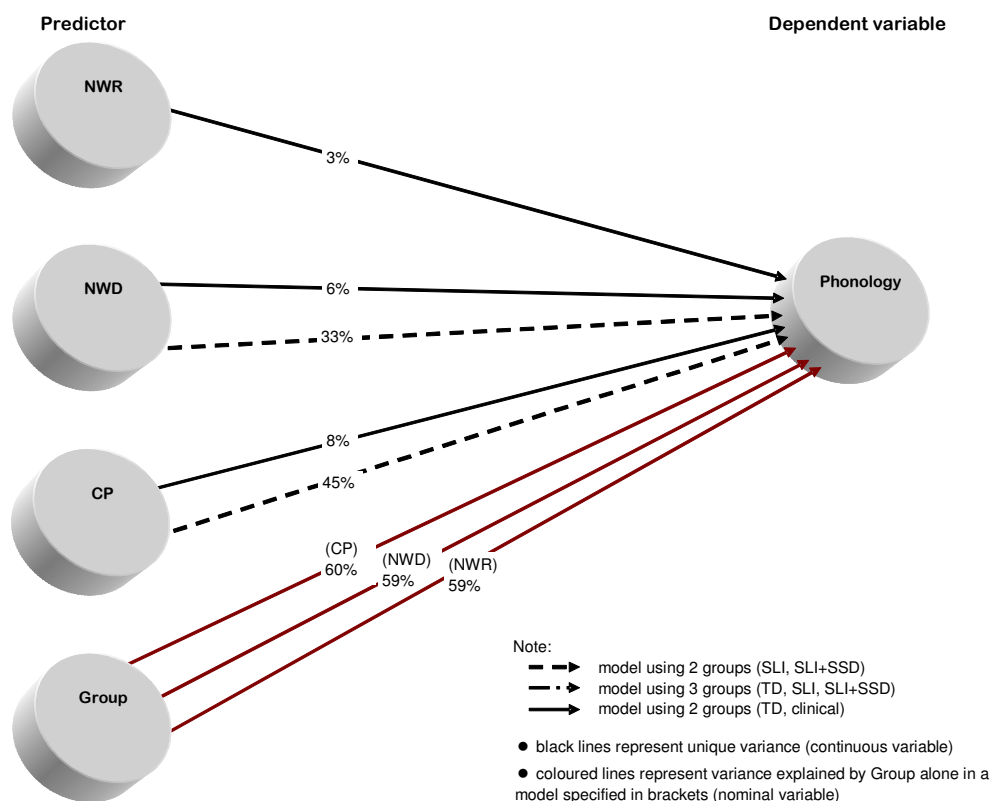 Predictor
Dependent variable
NWR
3%
NWD
6%
Phonology
33%
8%
CP
45%
(CP)
60%
(NWD)
59%
(NWR)
59%
Group
Note:
model using 2 groups (SLI, SLI+SSD)
model using 3 groups (TD, SLI, SLI+SSD)
model using 2 groups (TD, clinical)
● black lines represent unique variance (continuous variable)
● coloured lines represent variance explained by Group alone in a
model specified in brackets (nominal variable)